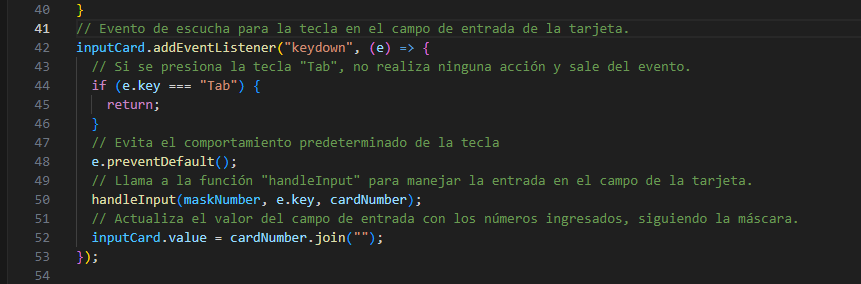 40 }
41 // Evento de escucha para la tecla en el campo de entrada de la tarjeta.
42 inputCard.addEventListener("keydown", (e) => {
43 // Si se presiona la tecla "Tab", no realiza ninguna acción y sale del evento.
44 if (e.key === "Tab") {
45 return;
46 }
47 // Evita el comportamiento predeterminado de la tecla
48 e.preventDefault();
49 // Llama a la función "handleInput" para manejar la entrada en el campo de la tarjeta.
50 handleInput(maskNumber, e.key, cardNumber);
51 // Actualiza el valor del campo de entrada con los números ingresados, siguiendo la máscara.
52 inputCard.value = cardNumber.join("");
53 });
54